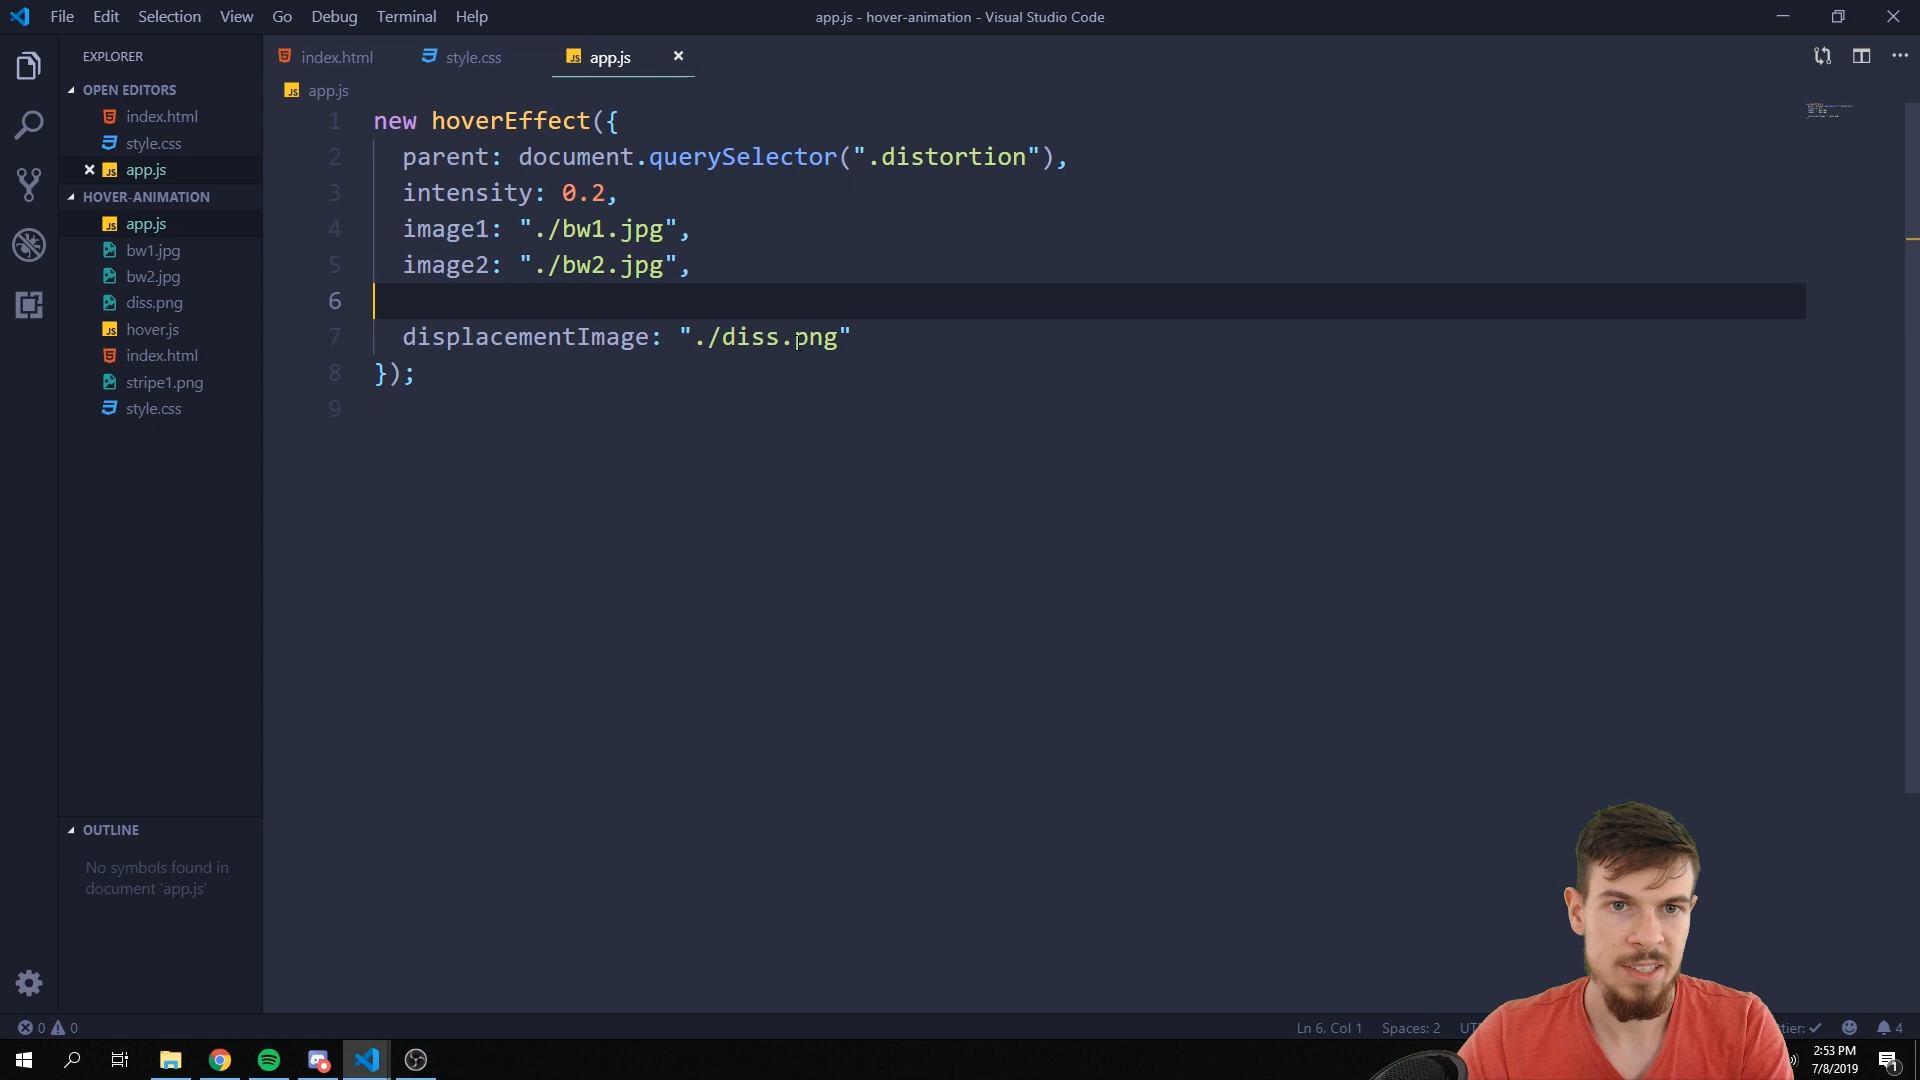 File Edit Selection View Go Debug Terminal Help
app.js - hover-animation - Visual Studio Code
EXPLORER
OPEN EDITORS
index.html
style.css
app.js
HOVER-ANIMATION
app.js
bw1.jpg
bw2.jpg
diss.png
hover.js
index.html
stripe1.png
style.css
OUTLINE
No symbols found in
document 'app.js'
index.html style.css app.js
app.js
1 new hoverEffect({
2 parent: document.querySelector(".distortion"),
3 intensity: 0.2,
4 image1: "./bw1.jpg",
5 image2: "./bw2.jpg",
6
7 displacementImage: "./diss.png"
8 });
9
0 0 Ln 6, Col 1 Spaces: 2 4
2:53 PM
7/8/2019
1